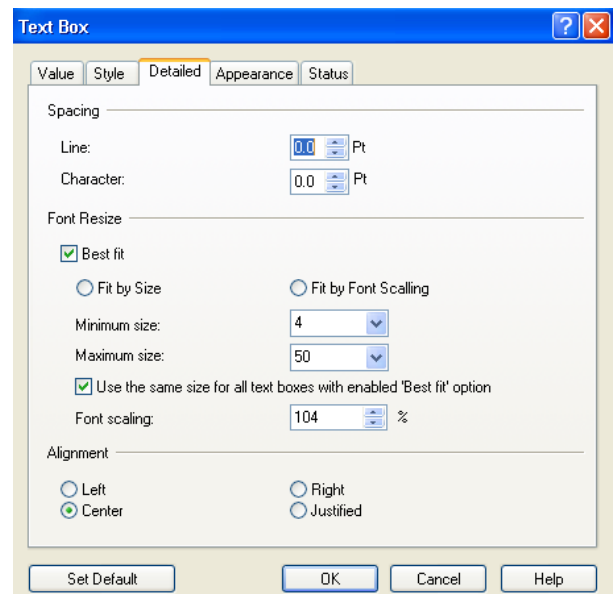 Text Box
Value Style Detailed Appearance Status
Spacing
Line: 0.0 Pt
Character: 0.0 Pt
Font Resize
Best fit
Fit by Size Fit by Font Scalling
Minimum size: 4
Maximum size: 50
Use the same size for all text boxes with enabled 'Best fit' option
Font scaling: 104 %
Alignment
Left Right
Center Justified
Set Default OK Cancel Help